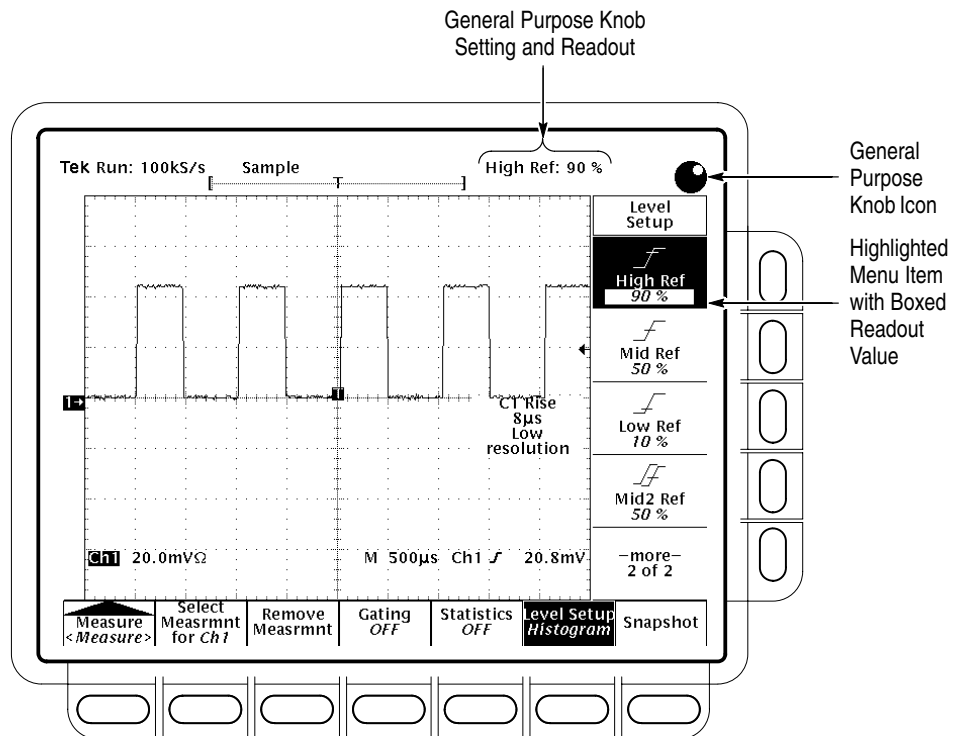 General Purpose Knob
Setting and Readout
General
Purpose
Knob Icon
Highlighted
Menu Item
with Boxed
Readout
Value
Tek Run: 100kS/s Sample High Ref: 90 %
T
Level
Setup
High Ref
90 %
Mid Ref
50 %
Low Ref
10 %
Mid2 Ref
50 %
–more–
2 of 2
1→
T
C1 Rise
8µs
Low
resolution
Ch1 20.0mVΩ M 500µs Ch1 20.8mV
Measure
<Measure>
Select
Measrmnt
for Ch1
Remove
Measrmnt
Gating
OFF
Statistics
OFF
Level Setup
Histogram
Snapshot